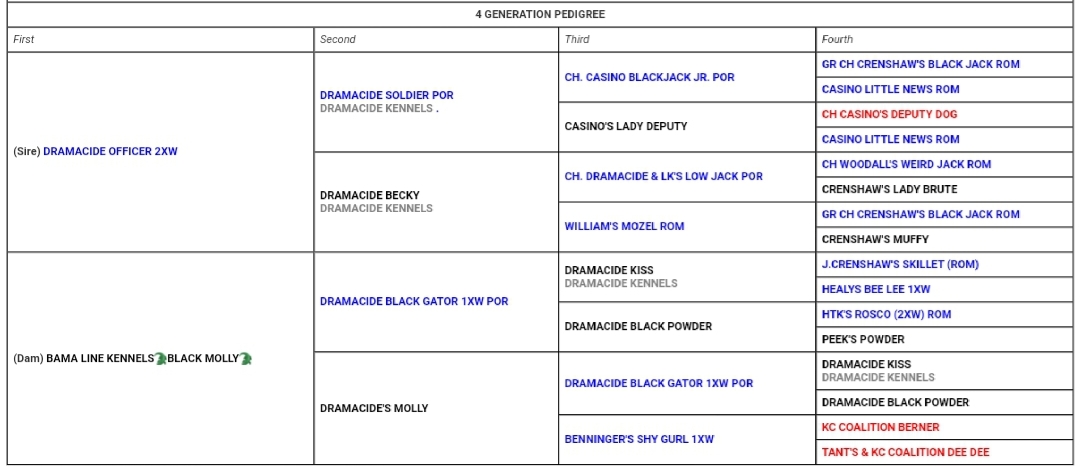 4 GENERATION PEDIGREE
First
Second
Third
Fourth
(Sire) DRAMACIDE OFFICER 2XW
DRAMACIDE SOLDIER POR
DRAMACIDE KENNELS .
CH. CASINO BLACKJACK JR. POR
GR CH CRENSHAW'S BLACK JACK ROM
CASINO LITTLE NEWS ROM
CASINO'S LADY DEPUTY
CH CASINO'S DEPUTY DOG
CASINO LITTLE NEWS ROM
DRAMACIDE BECKY
DRAMACIDE KENNELS
CH. DRAMACIDE & LK'S LOW JACK POR
CH WOODALL'S WEIRD JACK ROM
CRENSHAW'S LADY BRUTE
WILLIAM'S MOZEL ROM
GR CH CRENSHAW'S BLACK JACK ROM
CRENSHAW'S MUFFY
(Dam) BAMA LINE KENNELS🐊BLACK MOLLY🐊
DRAMACIDE BLACK GATOR 1XW POR
DRAMACIDE KISS
DRAMACIDE KENNELS
J.CRENSHAW'S SKILLET (ROM)
HEALYS BEE LEE 1XW
DRAMACIDE BLACK POWDER
HTK'S ROSCO (2XW) ROM
PEEK'S POWDER
DRAMACIDE'S MOLLY
DRAMACIDE BLACK GATOR 1XW POR
DRAMACIDE KISS
DRAMACIDE KENNELS
DRAMACIDE BLACK POWDER
BENNINGER'S SHY GURL 1XW
KC COALITION BERNER
TANT'S & KC COALITION DEE DEE